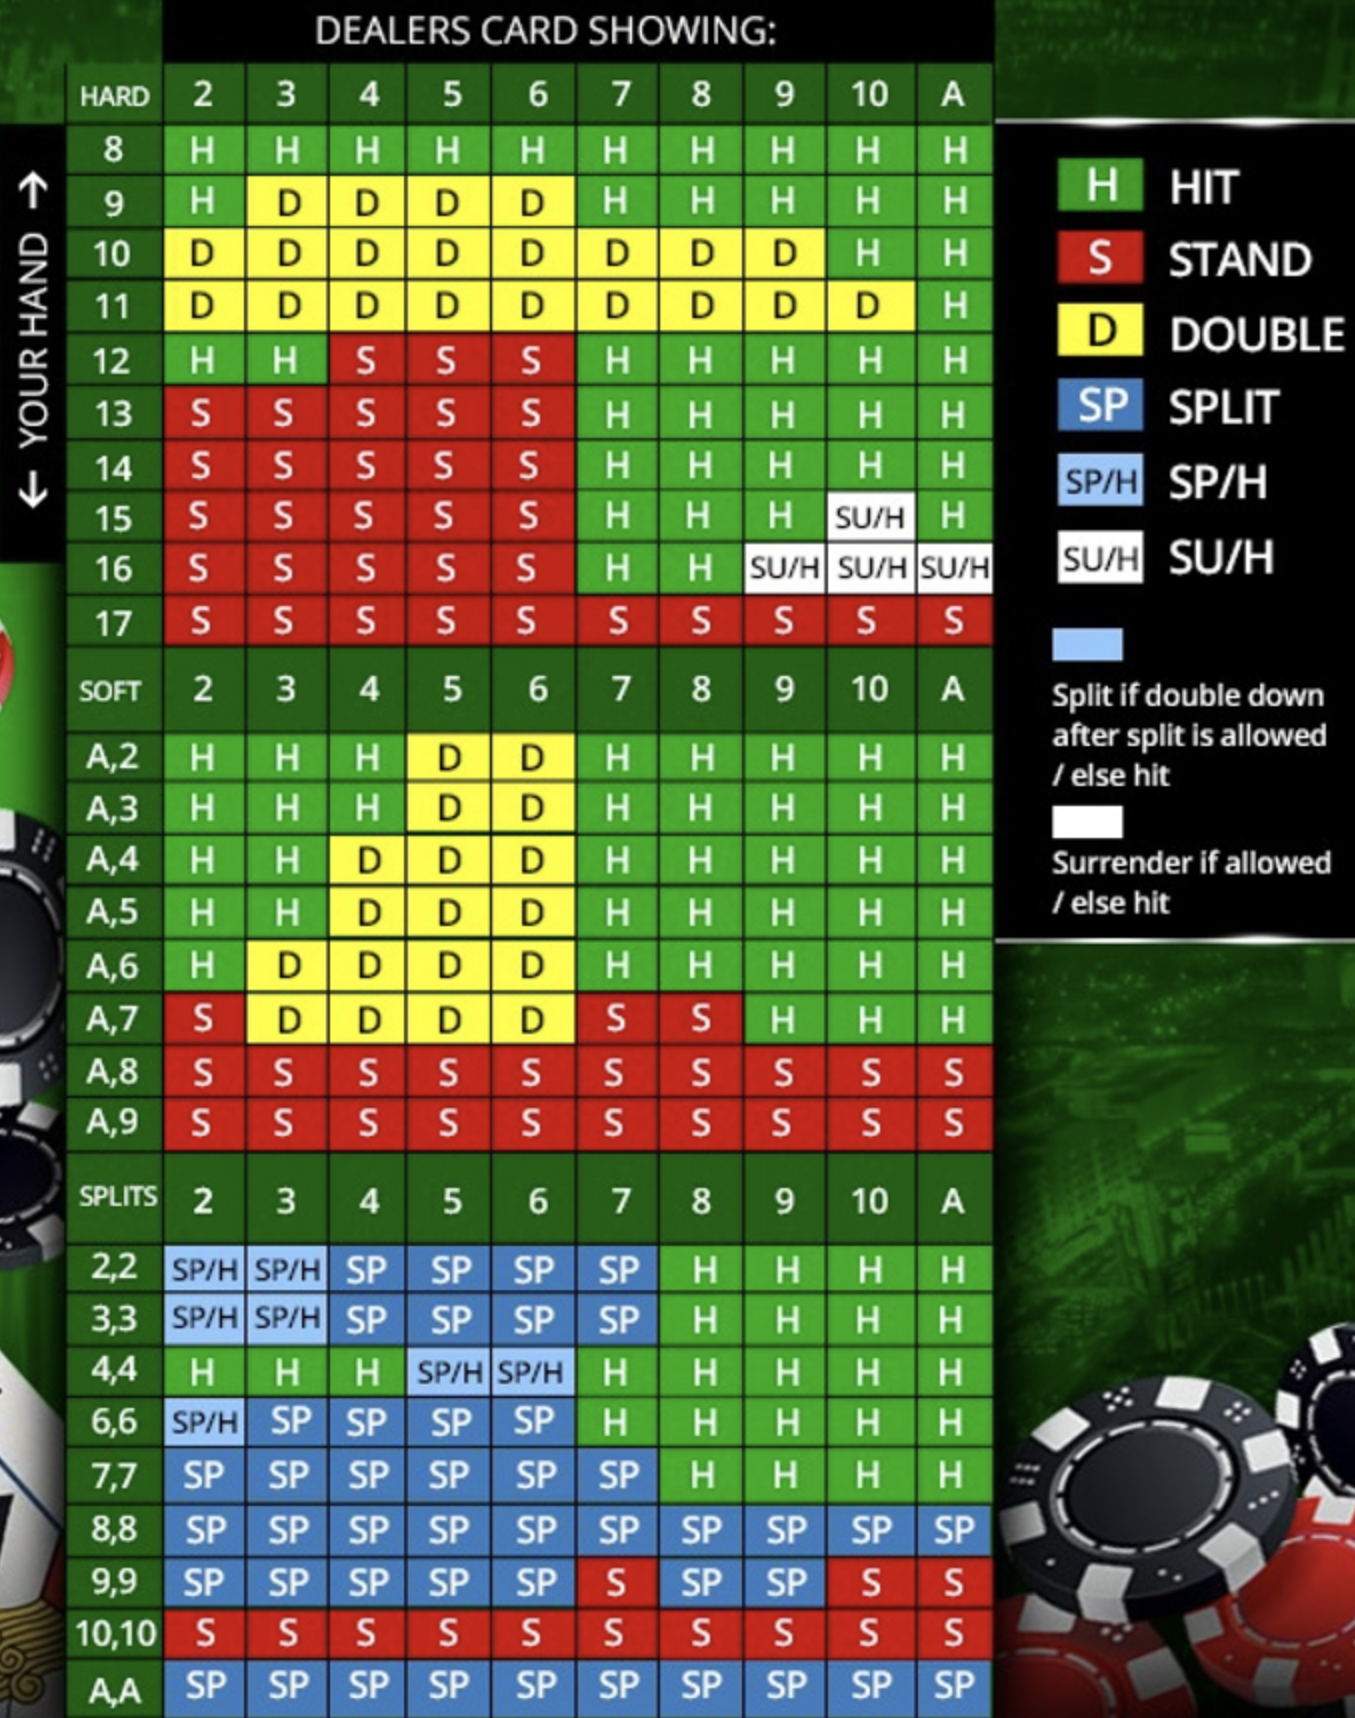 DEALERS CARD SHOWING:
HARD 2 3 4 5 6 7 8 9 10 A
8 H H H H H H H H H H
9 H D D D D H H H H H
10 D D D D D D D D H H
11 D D D D D D D D D H
12 H H S S S H H H H H
13 S S S S S H H H H H
14 S S S S S H H H H H
15 S S S S S H H H SU/H H
16 S S S S S H H SU/H SU/H SU/H
17 S S S S S S S S S S
SOFT 2 3 4 5 6 7 8 9 10 A
A,2 H H H D D H H H H H
A,3 H H H D D H H H H H
A,4 H H D D D H H H H H
A,5 H H D D D H H H H H
A,6 H D D D D H H H H H
A,7 S D D D D S S H H H
A,8 S S S S S S S S S S
A,9 S S S S S S S S S S
SPLITS 2 3 4 5 6 7 8 9 10 A
2,2 SP/H SP/H SP SP SP SP H H H H
3,3 SP/H SP/H SP SP SP SP H H H H
4,4 H H H SP/H SP/H H H H H H
6,6 SP/H SP SP SP SP H H H H H
7,7 SP SP SP SP SP SP H H H H
8,8 SP SP SP SP SP SP SP SP SP SP
9,9 SP SP SP SP SP S SP SP S S
10,10 S S S S S S S S S S
A,A SP SP SP SP SP SP SP SP SP SP
← YOUR HAND →
H HIT
S STAND
D DOUBLE
SP SPLIT
SP/H SP/H
SU/H SU/H
Split if double down
after split is allowed
/ else hit
Surrender if allowed
/ else hit